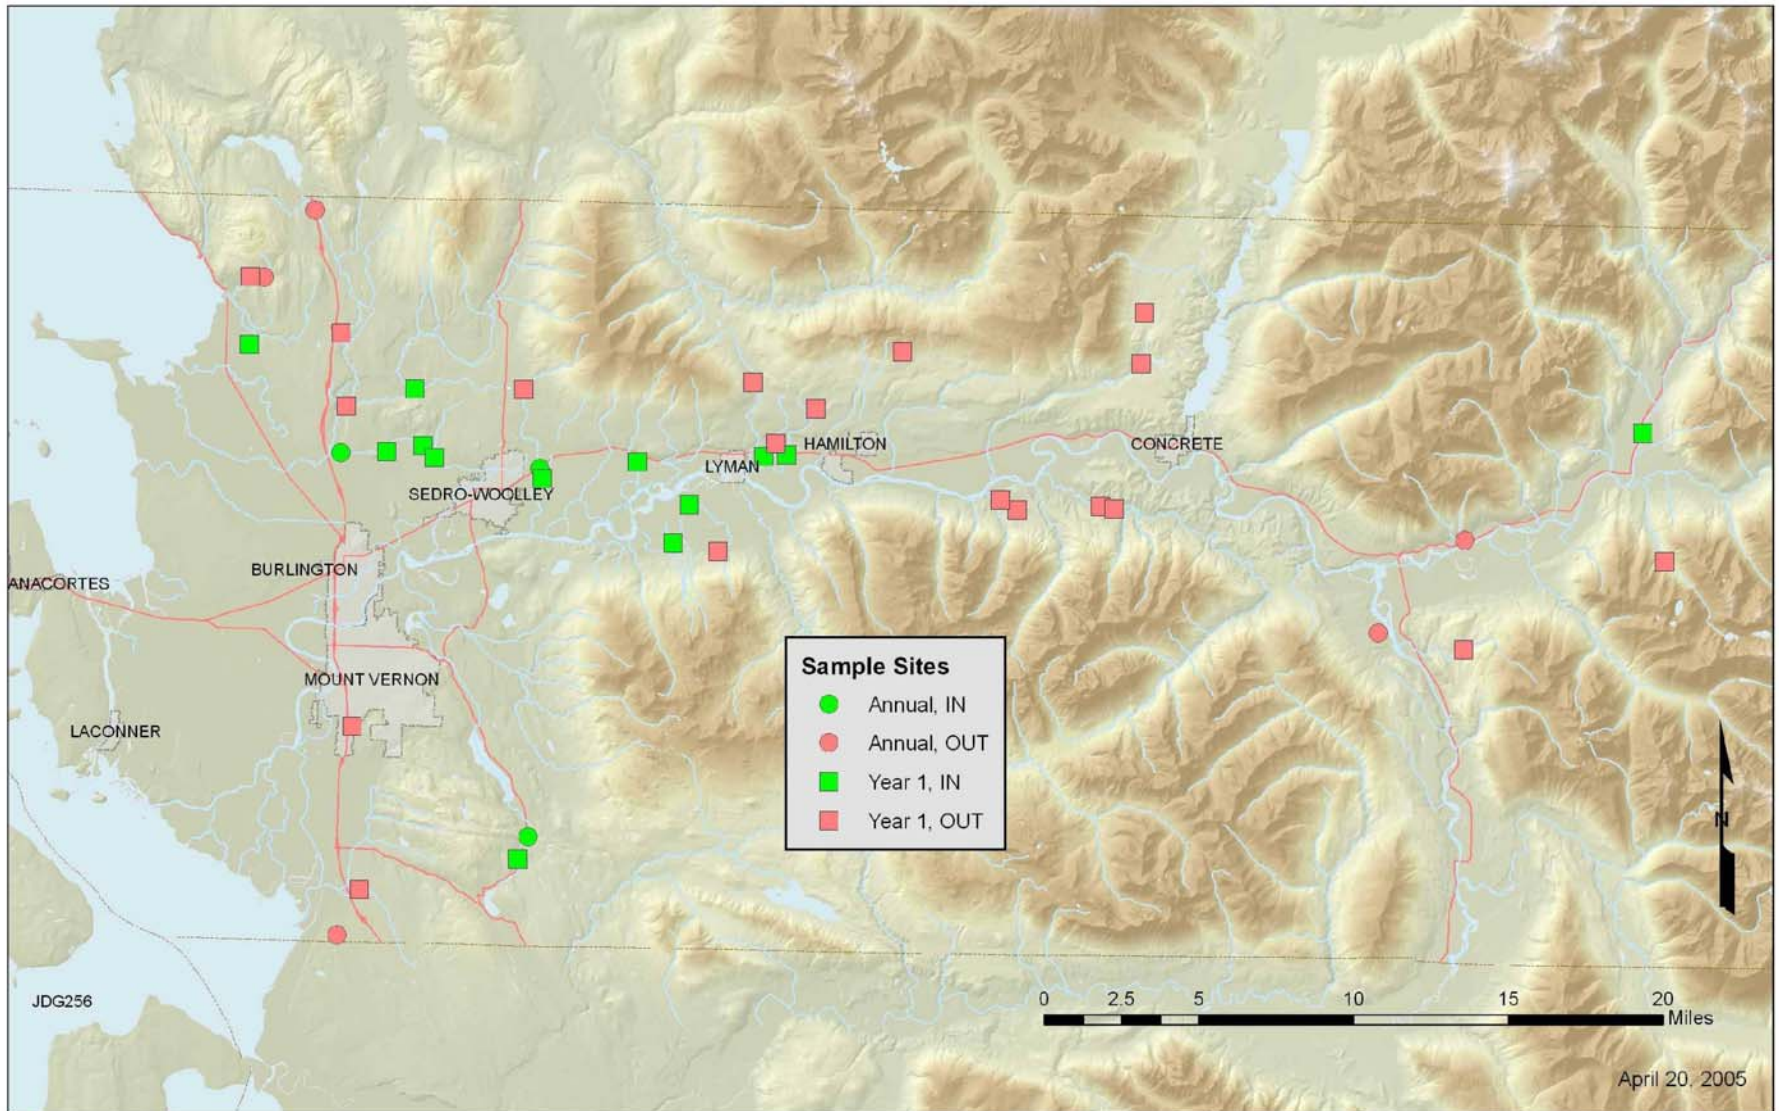 HAMILTON
CONCRETE
LYMAN
SEDRO-WOOLLEY
BURLINGTON
ANACORTES
MOUNT VERNON
LACONNER
Sample Sites
Annual, IN
Annual, OUT
Year 1, IN
Year 1, OUT
N
JDG256
0 2.5 5 10 15 20
Miles
April 20, 2005